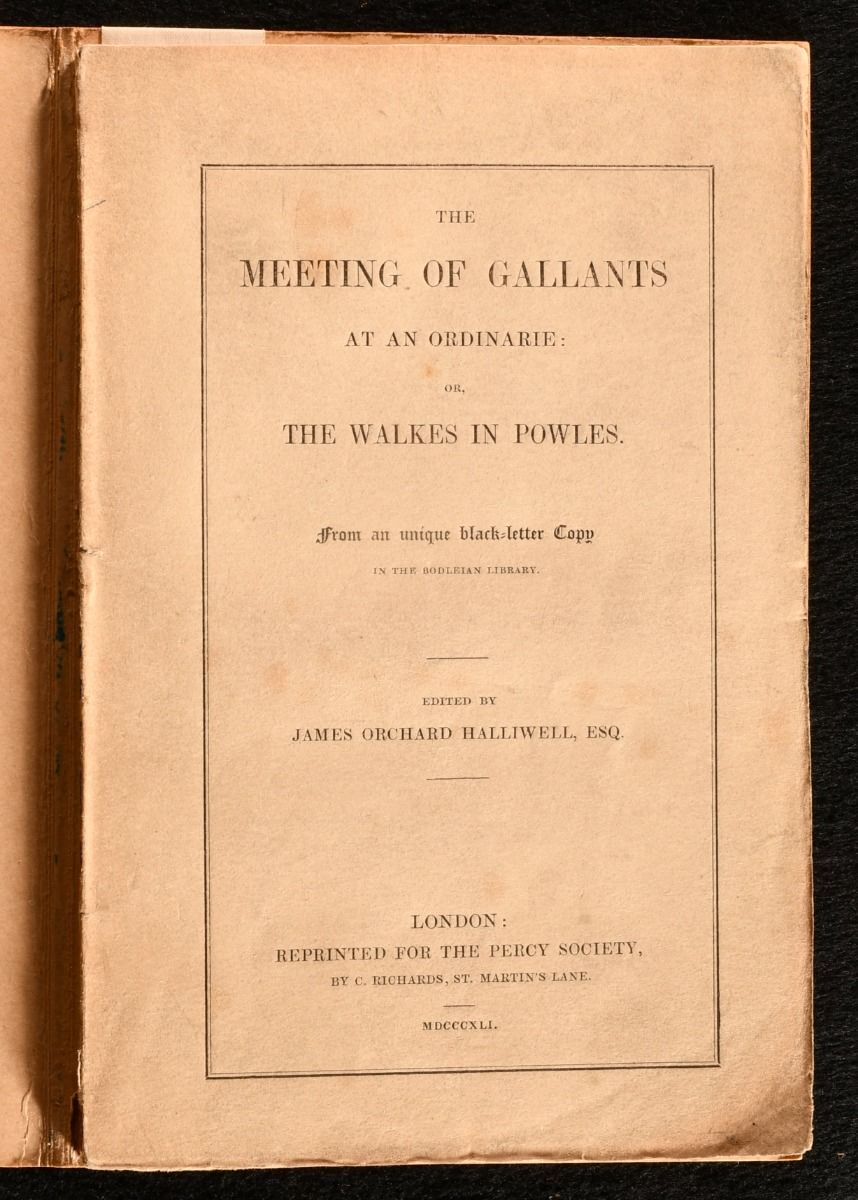 THE
MEETING OF GALLANTS
AT AN ORDINARIE:
OR,
THE WALKES IN POWLES.
From an unique black-letter Copy
IN THE BODLEIAN LIBRARY.
EDITED BY
JAMES ORCHARD HALLIWELL, ESQ.
LONDON:
REPRINTED FOR THE PERCY SOCIETY,
BY C. RICHARDS, ST. MARTIN'S LANE.
MDCCCXLI.